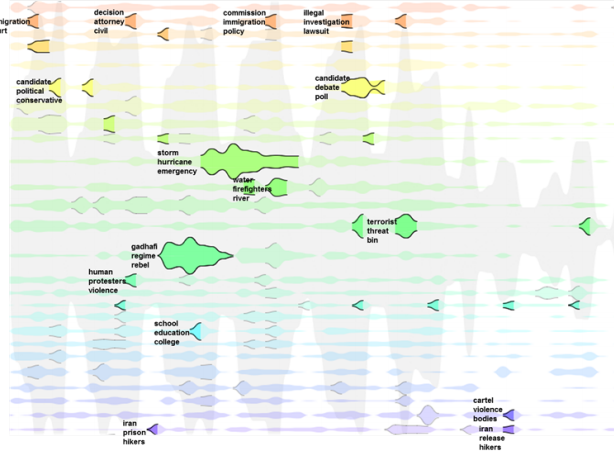 migration
rt
decision
attorney
civil
commission
immigration
policy
illegal
investigation
lawsuit
candidate
political
conservative
candidate
debate
poll
storm
hurricane
emergency
water
firefighters
river
terrorist
threat
bin
gadhafi
regime
rebel
human
protesters
violence
school
education
college
cartel
violence
bodies
iran
prison
hikers
iran
release
hikers